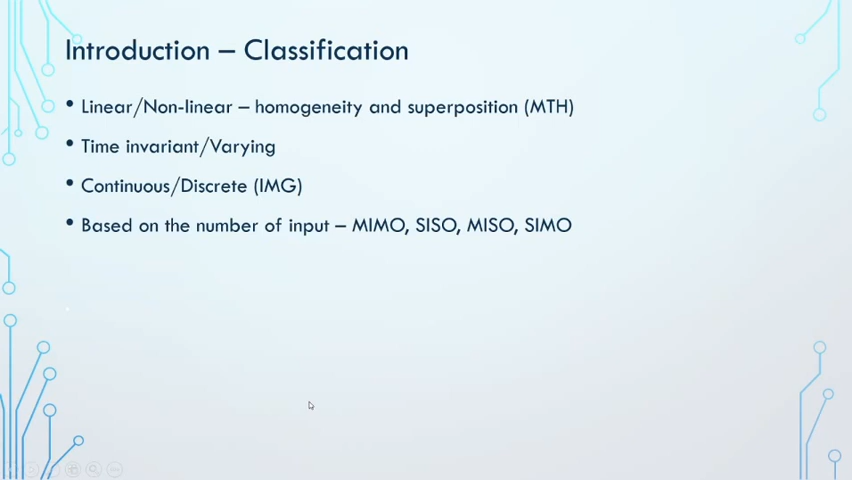 Introduction – Classification
• Linear/Non-linear – homogeneity and superposition (MTH)
• Time invariant/Varying
• Continuous/Discrete (IMG)
• Based on the number of input – MIMO, SISO, MISO, SIMO